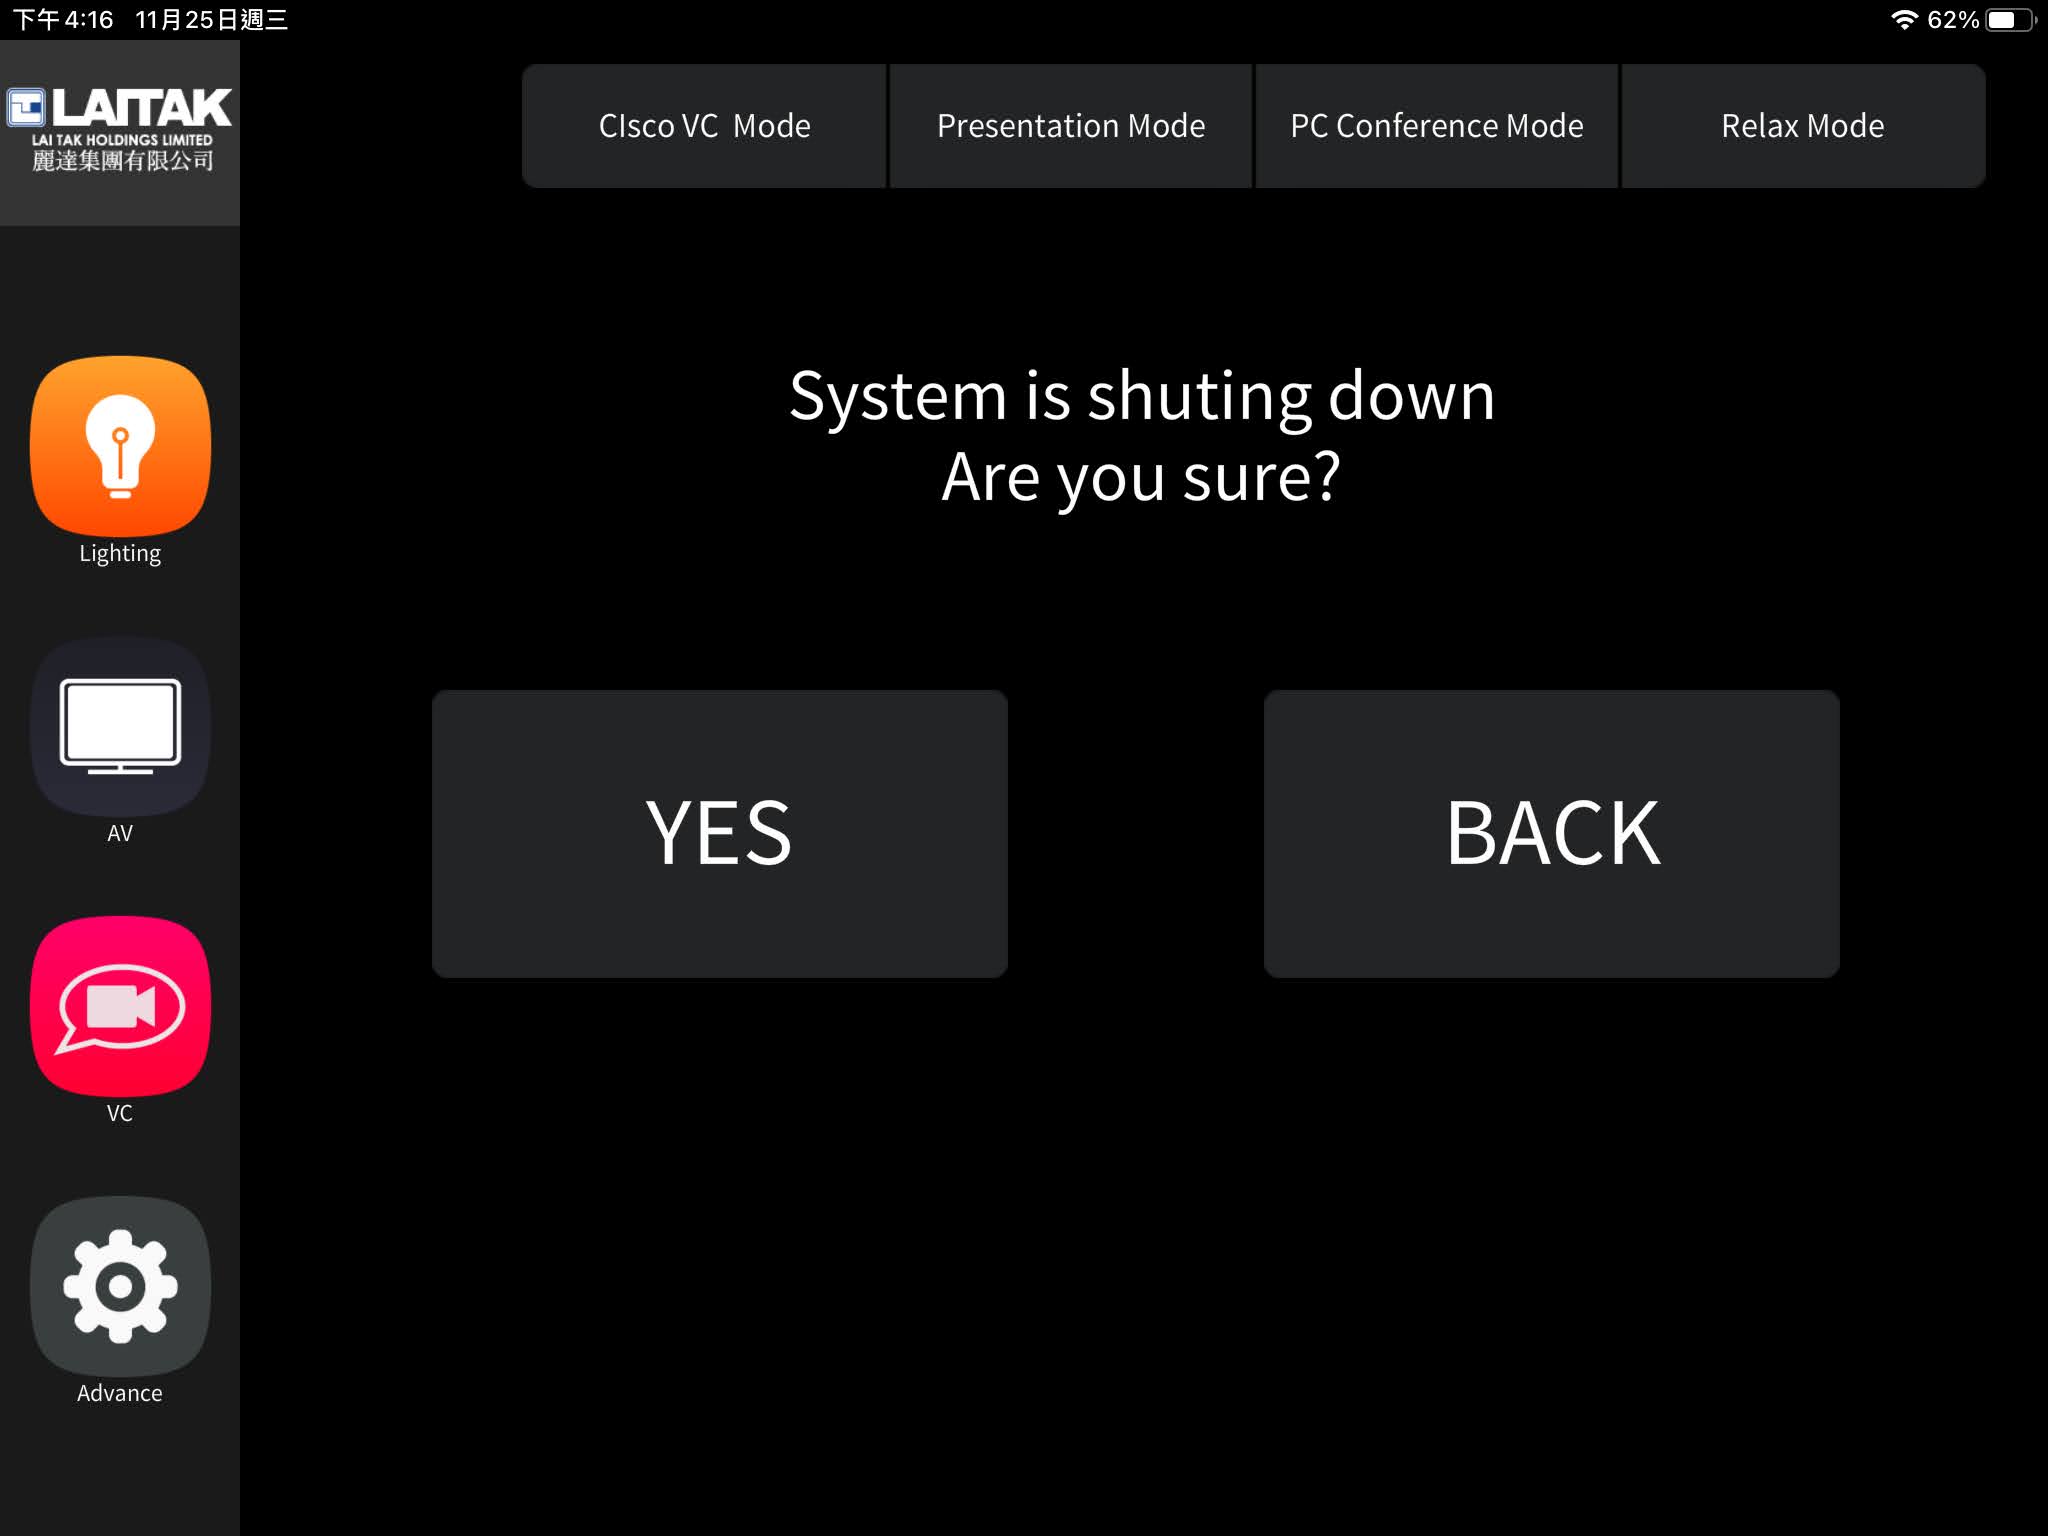 下午4:16 11月25日週三
62%
LAITAK
LAI TAK HOLDINGS LIMITED
麗達集團有限公司
CIsco VC  Mode
Presentation Mode
PC Conference Mode
Relax Mode
System is shuting down
Are you sure?
YES
BACK
Lighting
AV
VC
Advance